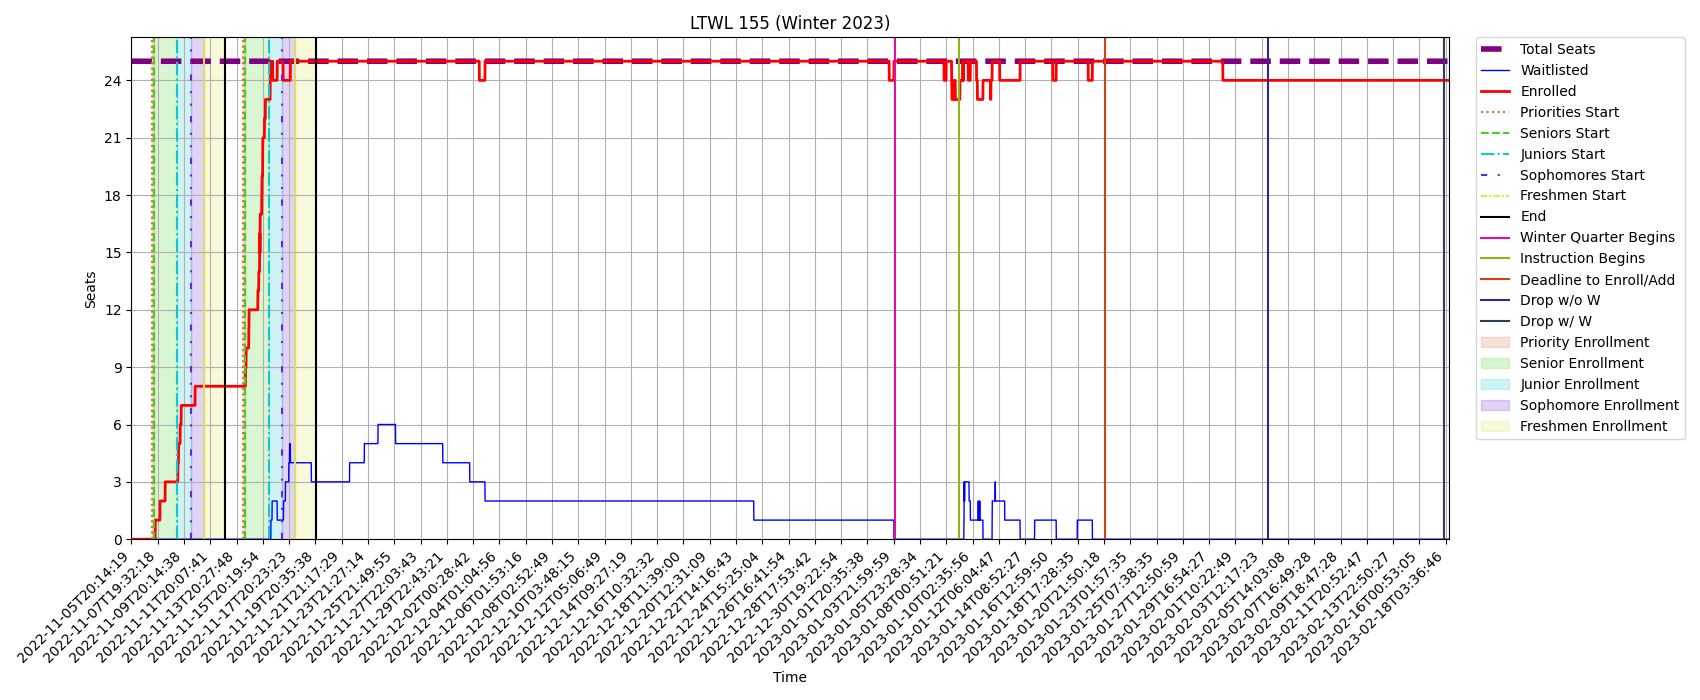 LTWL 155 (Winter 2023)
Seats
24
21
18
15
12
9
6
3
0
2022-11-05T20:14:19
2022-11-07T19:32:18
2022-11-09T20:14:38
2022-11-11T20:07:41
2022-11-13T20:27:48
2022-11-15T20:19:54
2022-11-17T20:23:23
2022-11-19T20:35:38
2022-11-21T21:17:29
2022-11-23T21:27:14
2022-11-25T21:49:55
2022-11-27T22:03:43
2022-11-29T22:43:21
2022-12-02T00:28:42
2022-12-04T01:04:56
2022-12-06T01:53:16
2022-12-08T02:52:49
2022-12-10T03:48:15
2022-12-12T05:06:49
2022-12-14T09:27:19
2022-12-16T10:32:32
2022-12-18T11:39:00
2022-12-20T12:31:09
2022-12-22T14:16:43
2022-12-24T15:25:04
2022-12-26T16:41:54
2022-12-28T17:53:42
2022-12-30T19:22:54
2023-01-01T20:35:38
2023-01-03T21:59:59
2023-01-05T23:28:34
2023-01-08T00:51:21
2023-01-10T02:35:56
2023-01-12T06:04:47
2023-01-14T08:52:27
2023-01-16T12:59:50
2023-01-18T17:28:35
2023-01-20T21:50:18
2023-01-23T01:57:35
2023-01-25T07:38:35
2023-01-27T12:50:59
2023-01-29T16:54:27
2023-02-01T10:22:49
2023-02-03T12:17:23
2023-02-05T14:03:08
2023-02-07T16:49:28
2023-02-09T18:47:28
2023-02-11T20:52:47
2023-02-13T22:50:27
2023-02-16T00:53:05
2023-02-18T03:36:46
Time
Total Seats
Waitlisted
Enrolled
Priorities Start
Seniors Start
Juniors Start
Sophomores Start
Freshmen Start
End
Winter Quarter Begins
Instruction Begins
Deadline to Enroll/Add
Drop w/o W
Drop w/ W
Priority Enrollment
Senior Enrollment
Junior Enrollment
Sophomore Enrollment
Freshmen Enrollment